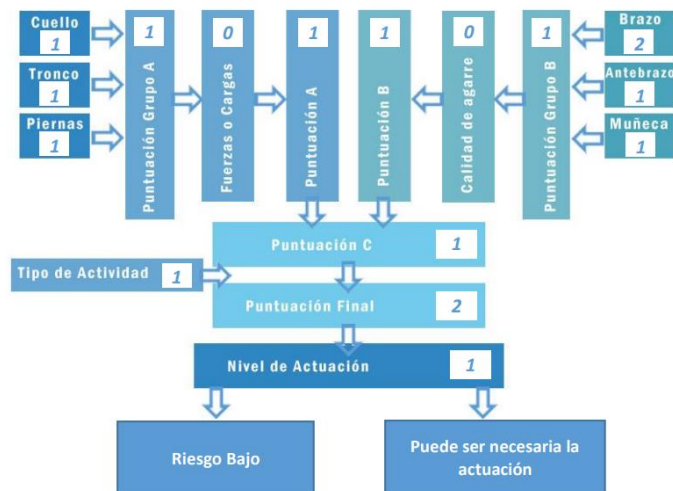 Cuello
1
Tronco
1
Piernas
1
1
Puntuación Grupo A
0
Fuerzas o Cargas
1
Puntuación A
1
Puntuación B
0
Calidad de agarre
1
Puntuación Grupo B
Brazo
2
Antebrazo
1
Muñeca
1
Puntuación C
1
Tipo de Actividad
1
Puntuación Final
2
Nivel de Actuación
1
Riesgo Bajo
Puede ser necesaria la
actuación